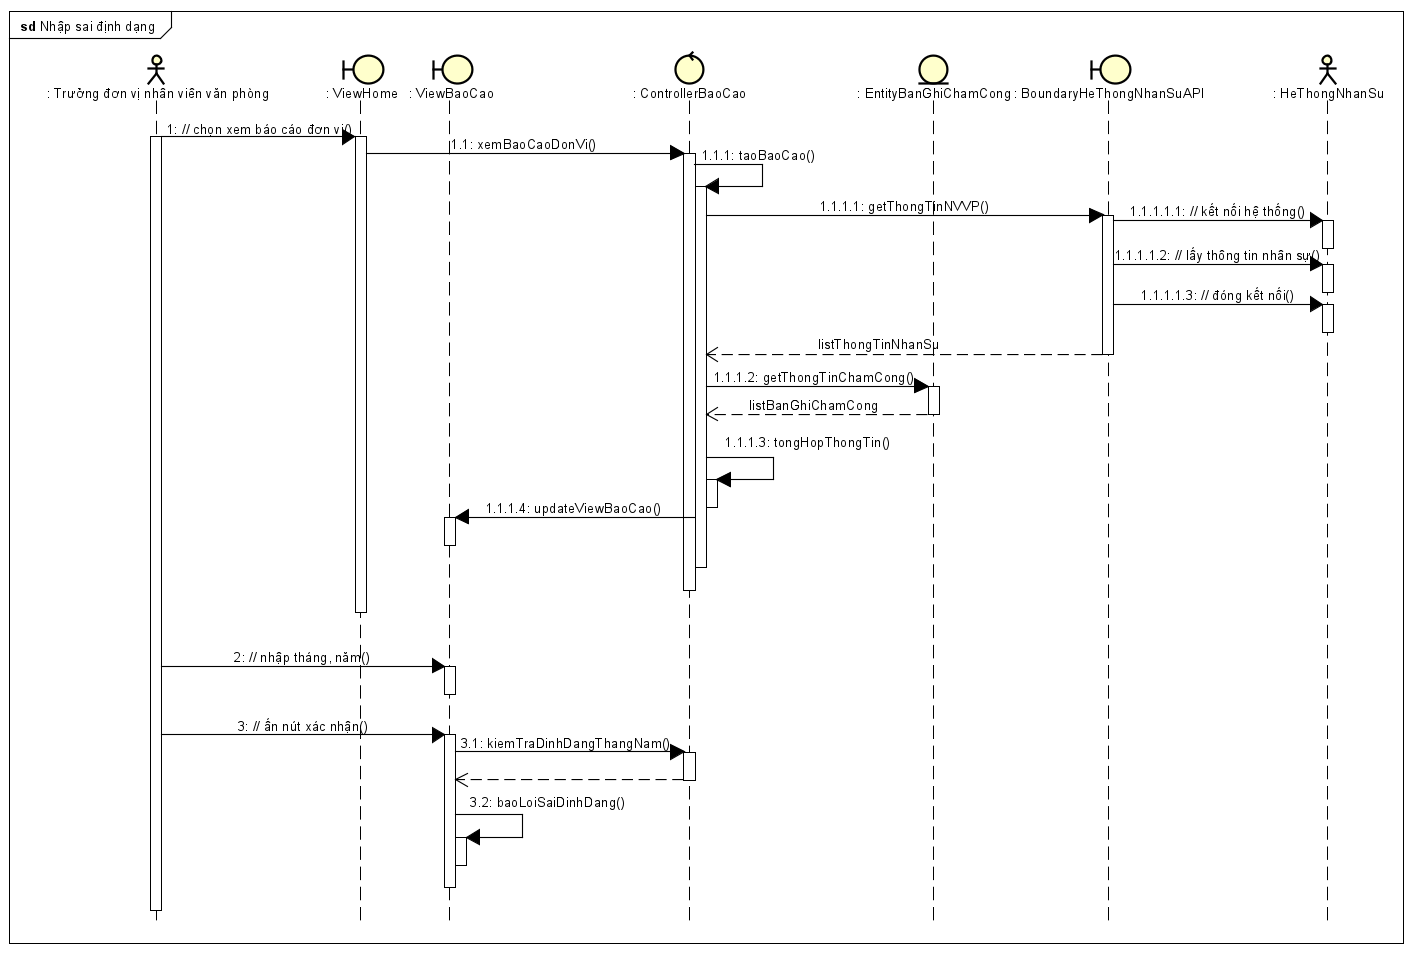 sd Nhập sai định dạng
: Trưởng đơn vị nhân viên văn phòng
: ViewHome
: ViewBaoCao
: ControllerBaoCao
: EntityBanGhiChamCong
: BoundaryHeThongNhanSuAPI
: HeThongNhanSu
1: // chọn xem báo cáo đơn vị()
1.1: xemBaoCaoDonVi()
1.1.1: taoBaoCao()
1.1.1.1: getThongTinNVVP()
1.1.1.1.1: // kết nối hệ thống()
1.1.1.1.2: // lấy thông tin nhân sự()
1.1.1.1.3: // đóng kết nối()
listThongTinNhanSu
1.1.1.2: getThongTinChamCong()
listBanGhiChamCong
1.1.1.3: tongHopThongTin()
1.1.1.4: updateViewBaoCao()
2: // nhập tháng, năm()
3: // ấn nút xác nhận()
3.1: kiemTraDinhDangThangNam()
3.2: baoLoiSaiDinhDang()